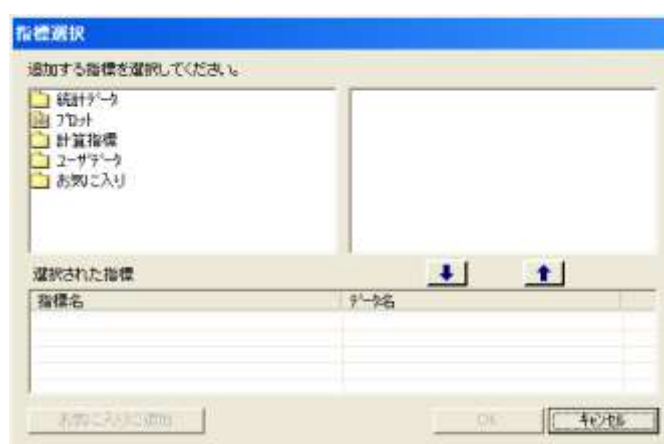 指標選択
追加する指標を選択してください。
統計ﾃﾞｰﾀ
ﾌﾟﾛｯﾄ
計算指標
ﾕｰｻﾞﾃﾞｰﾀ
お気に入り
選択された指標
指標名 ﾃﾞｰﾀ名
お気に入りに追加 OK ｷｬﾝｾﾙ